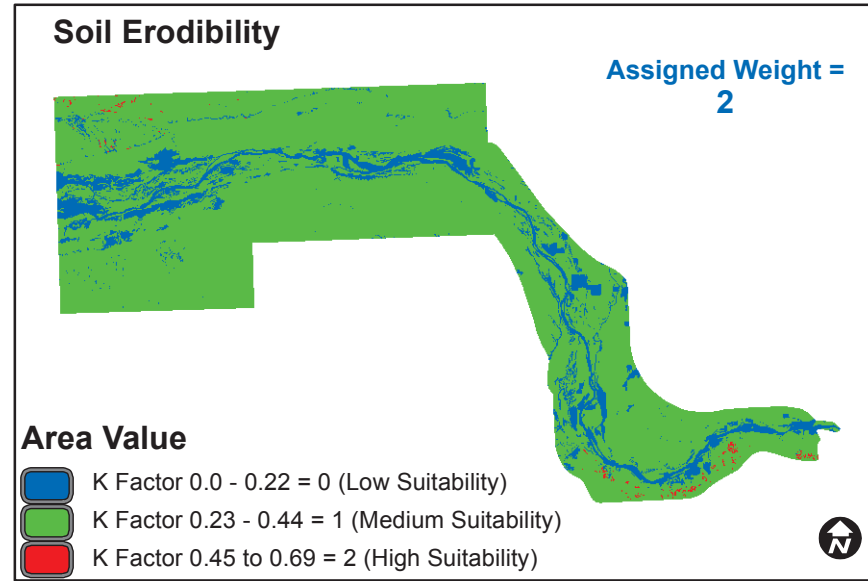 Soil Erodibility
Assigned Weight =
2
Area Value
K Factor 0.0 - 0.22 = 0 (Low Suitability)
K Factor 0.23 - 0.44 = 1 (Medium Suitability)
K Factor 0.45 to 0.69 = 2 (High Suitability)
N